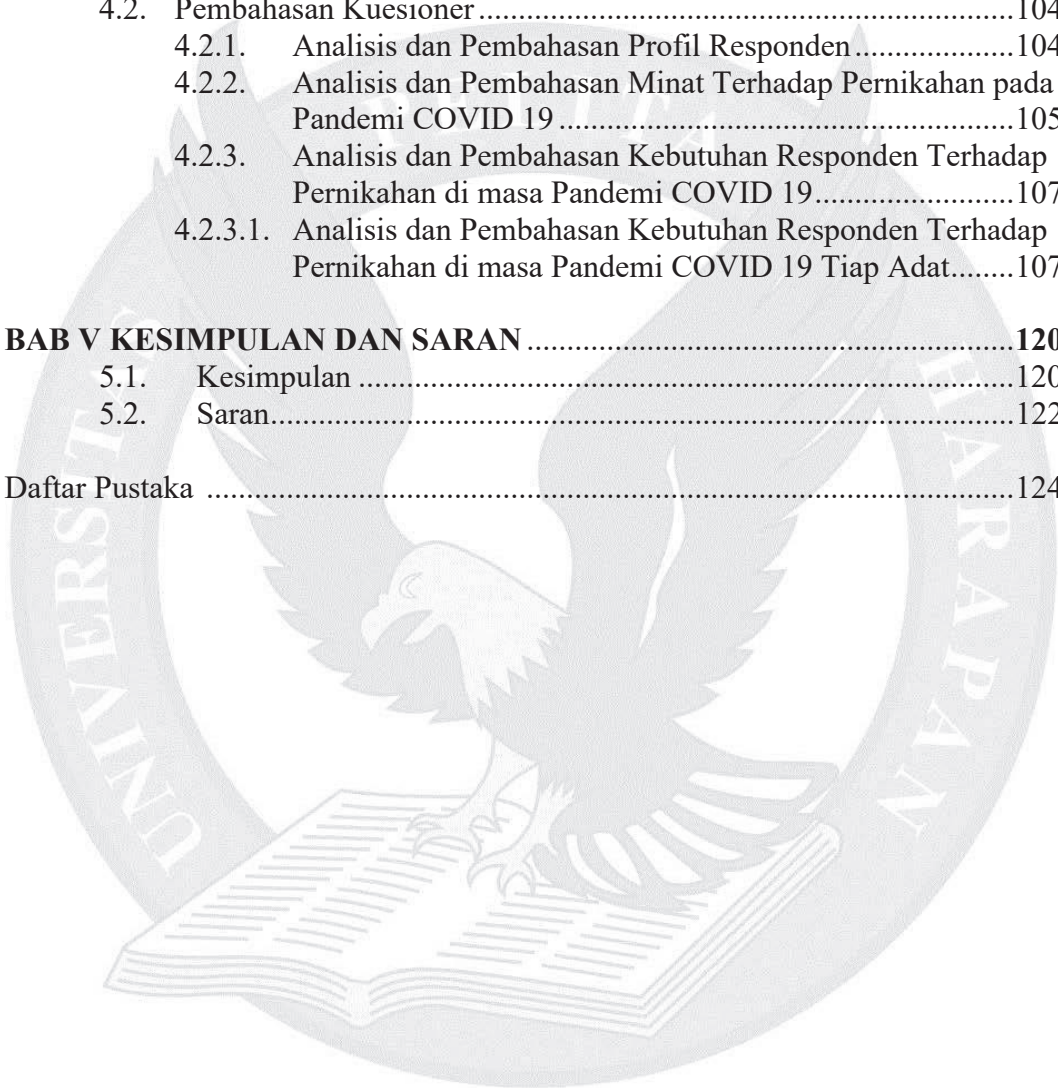 4.2. Pembahasan Kuesioner ........................................................................104
4.2.1. Analisis dan Pembahasan Profil Responden ...................104
4.2.2. Analisis dan Pembahasan Minat Terhadap Pernikahan pada
Pandemi COVID 19 ......................................................105
4.2.3. Analisis dan Pembahasan Kebutuhan Responden Terhadap
Pernikahan di masa Pandemi COVID 19.......................107
4.2.3.1. Analisis dan Pembahasan Kebutuhan Responden Terhadap
Pernikahan di masa Pandemi COVID 19 Tiap Adat.......107
BAB V KESIMPULAN DAN SARAN .................................................................120
5.1. Kesimpulan .........................................................................................120
5.2. Saran....................................................................................................122
Daftar Pustaka ......................................................................................................124
UNIVERSITAS PELITA HARAPAN